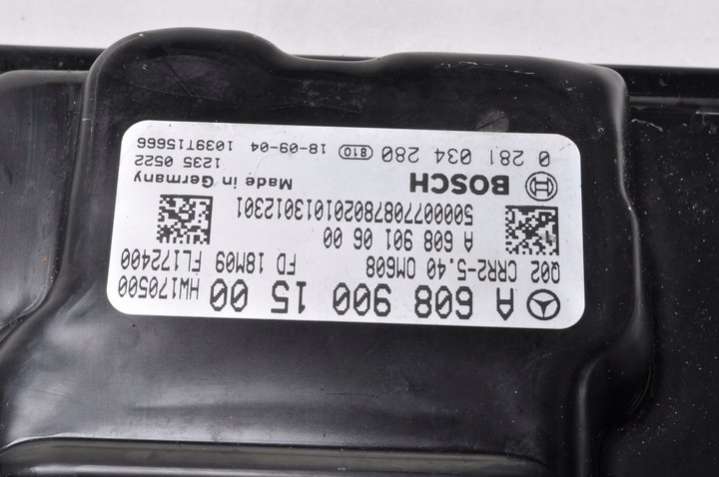 A 608 900 15 00 HW170500
Q02 CRR2-5.40 OM608 FD 18M09 FL172400
A 608 901 06 00
500007708780201013012301
BOSCH Made in Germany
1235 0522
0 281 034 280 810 18-09-04 1039T15666